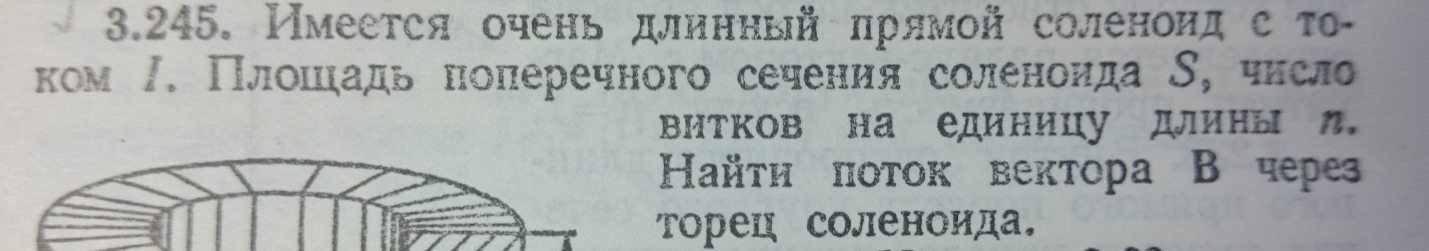 3.245. Имеется очень длинный прямой соленоид с то-
ком I. Площадь поперечного сечения соленоида S, число
витков на единицу длины n.
Найти поток вектора В через
торец соленоида.